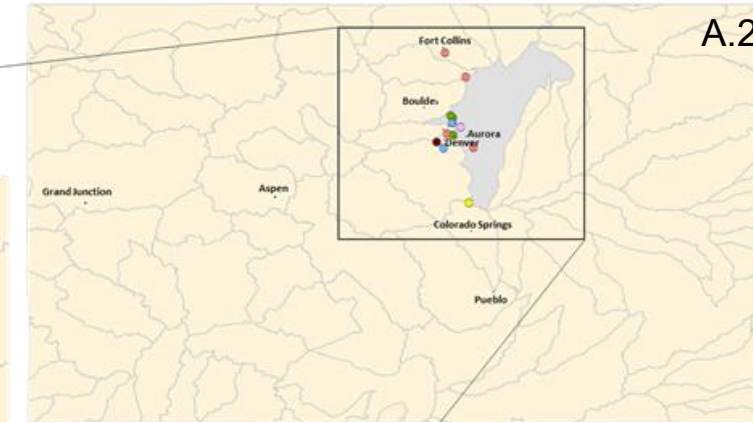 A.2
Fort Collins
Boulder
Aurora
Denver
Grand Junction
Aspen
Colorado Springs
Pueblo